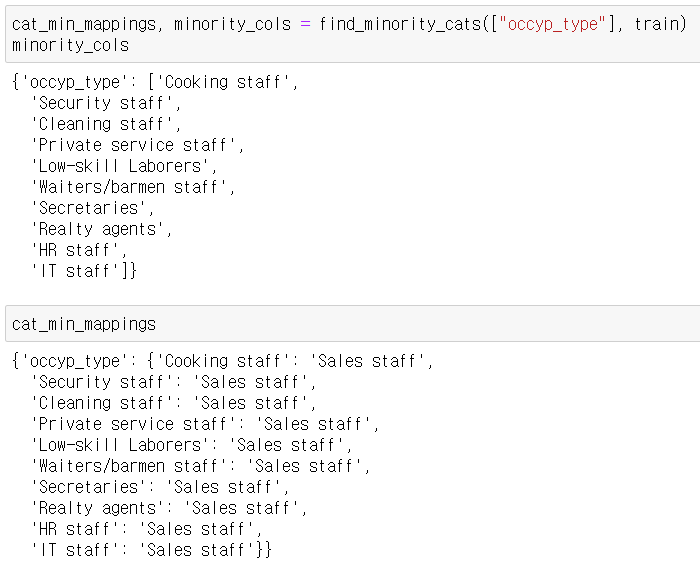 cat_min_mappings, minority_cols = find_minority_cats(["occyp_type"], train)
minority_cols
{'occyp_type': ['Cooking staff',
  'Security staff',
  'Cleaning staff',
  'Private service staff',
  'Low-skill Laborers',
  'Waiters/barmen staff',
  'Secretaries',
  'Realty agents',
  'HR staff',
  'IT staff']}
cat_min_mappings
{'occyp_type': {'Cooking staff': 'Sales staff',
  'Security staff': 'Sales staff',
  'Cleaning staff': 'Sales staff',
  'Private service staff': 'Sales staff',
  'Low-skill Laborers': 'Sales staff',
  'Waiters/barmen staff': 'Sales staff',
  'Secretaries': 'Sales staff',
  'Realty agents': 'Sales staff',
  'HR staff': 'Sales staff',
  'IT staff': 'Sales staff'}}